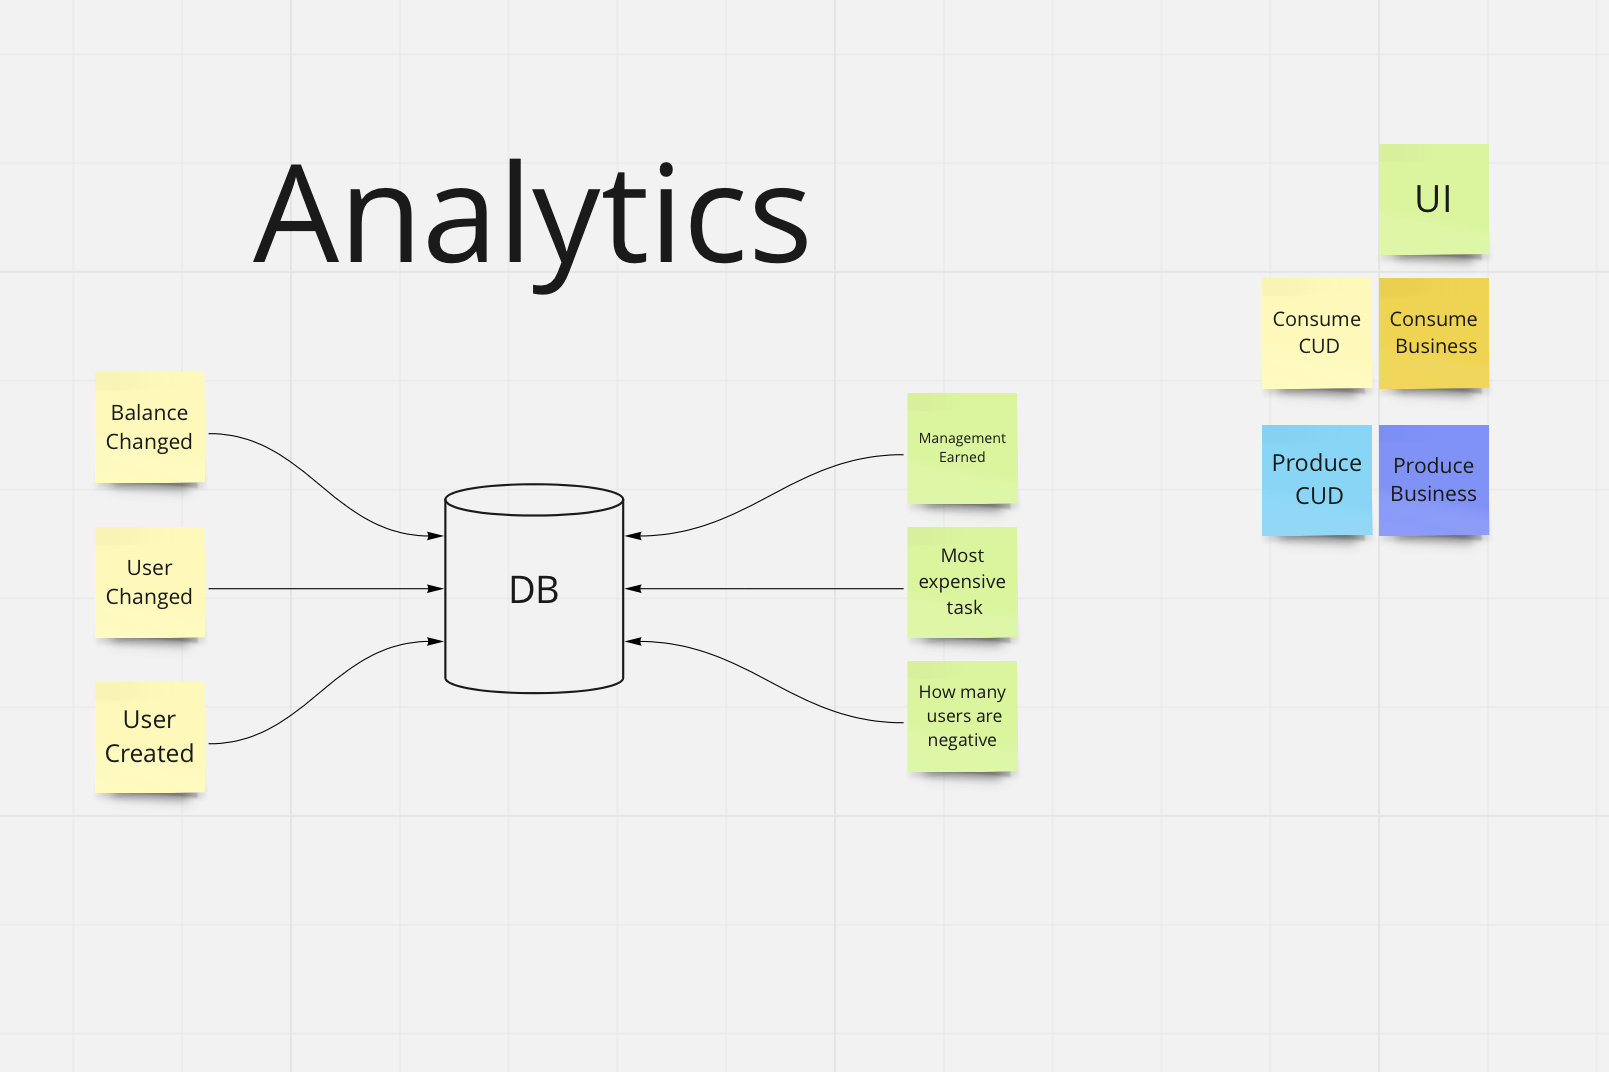 Analytics
UI
Consume
CUD
Consume
Business
Balance
Changed
Management
Earned
Produce
CUD
Produce
Business
User
Changed
DB
Most
expensive
task
User
Created
How many
users are
negative